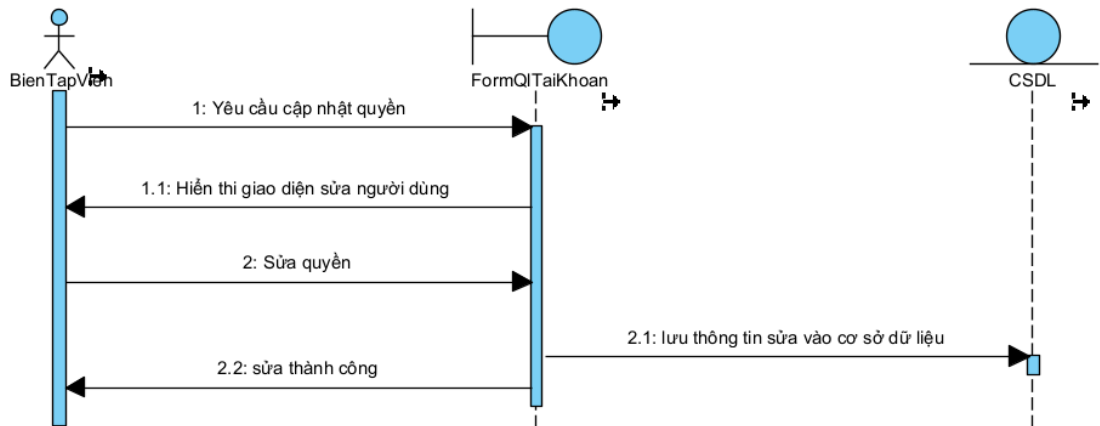 BienTapVien
FormQlTaiKhoan
CSDL
1: Yêu cầu cập nhật quyền
1.1: Hiển thi giao diện sửa người dùng
2: Sửa quyền
2.1: lưu thông tin sửa vào cơ sở dữ liệu
2.2: sửa thành công